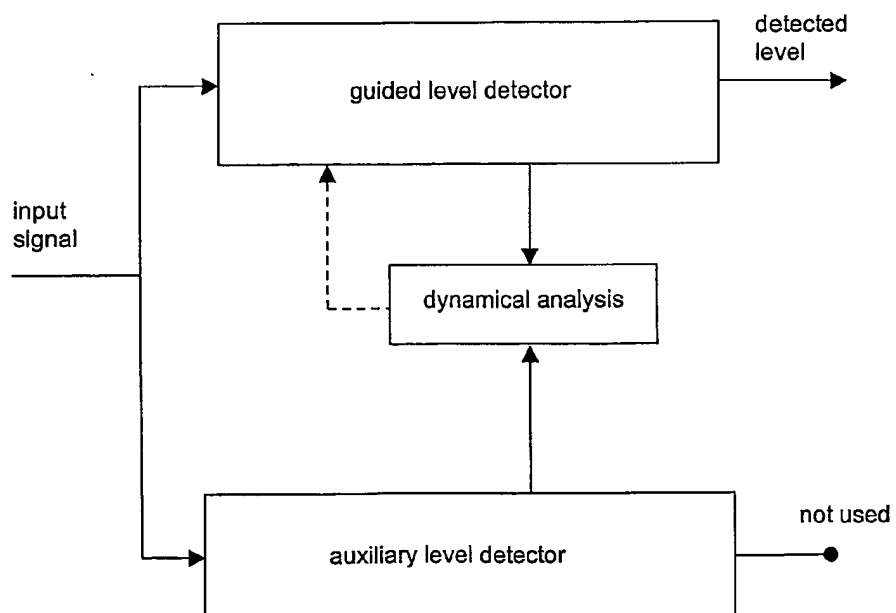 detected
level
guided level detector
input
signal
dynamical analysis
not used
auxiliary level detector